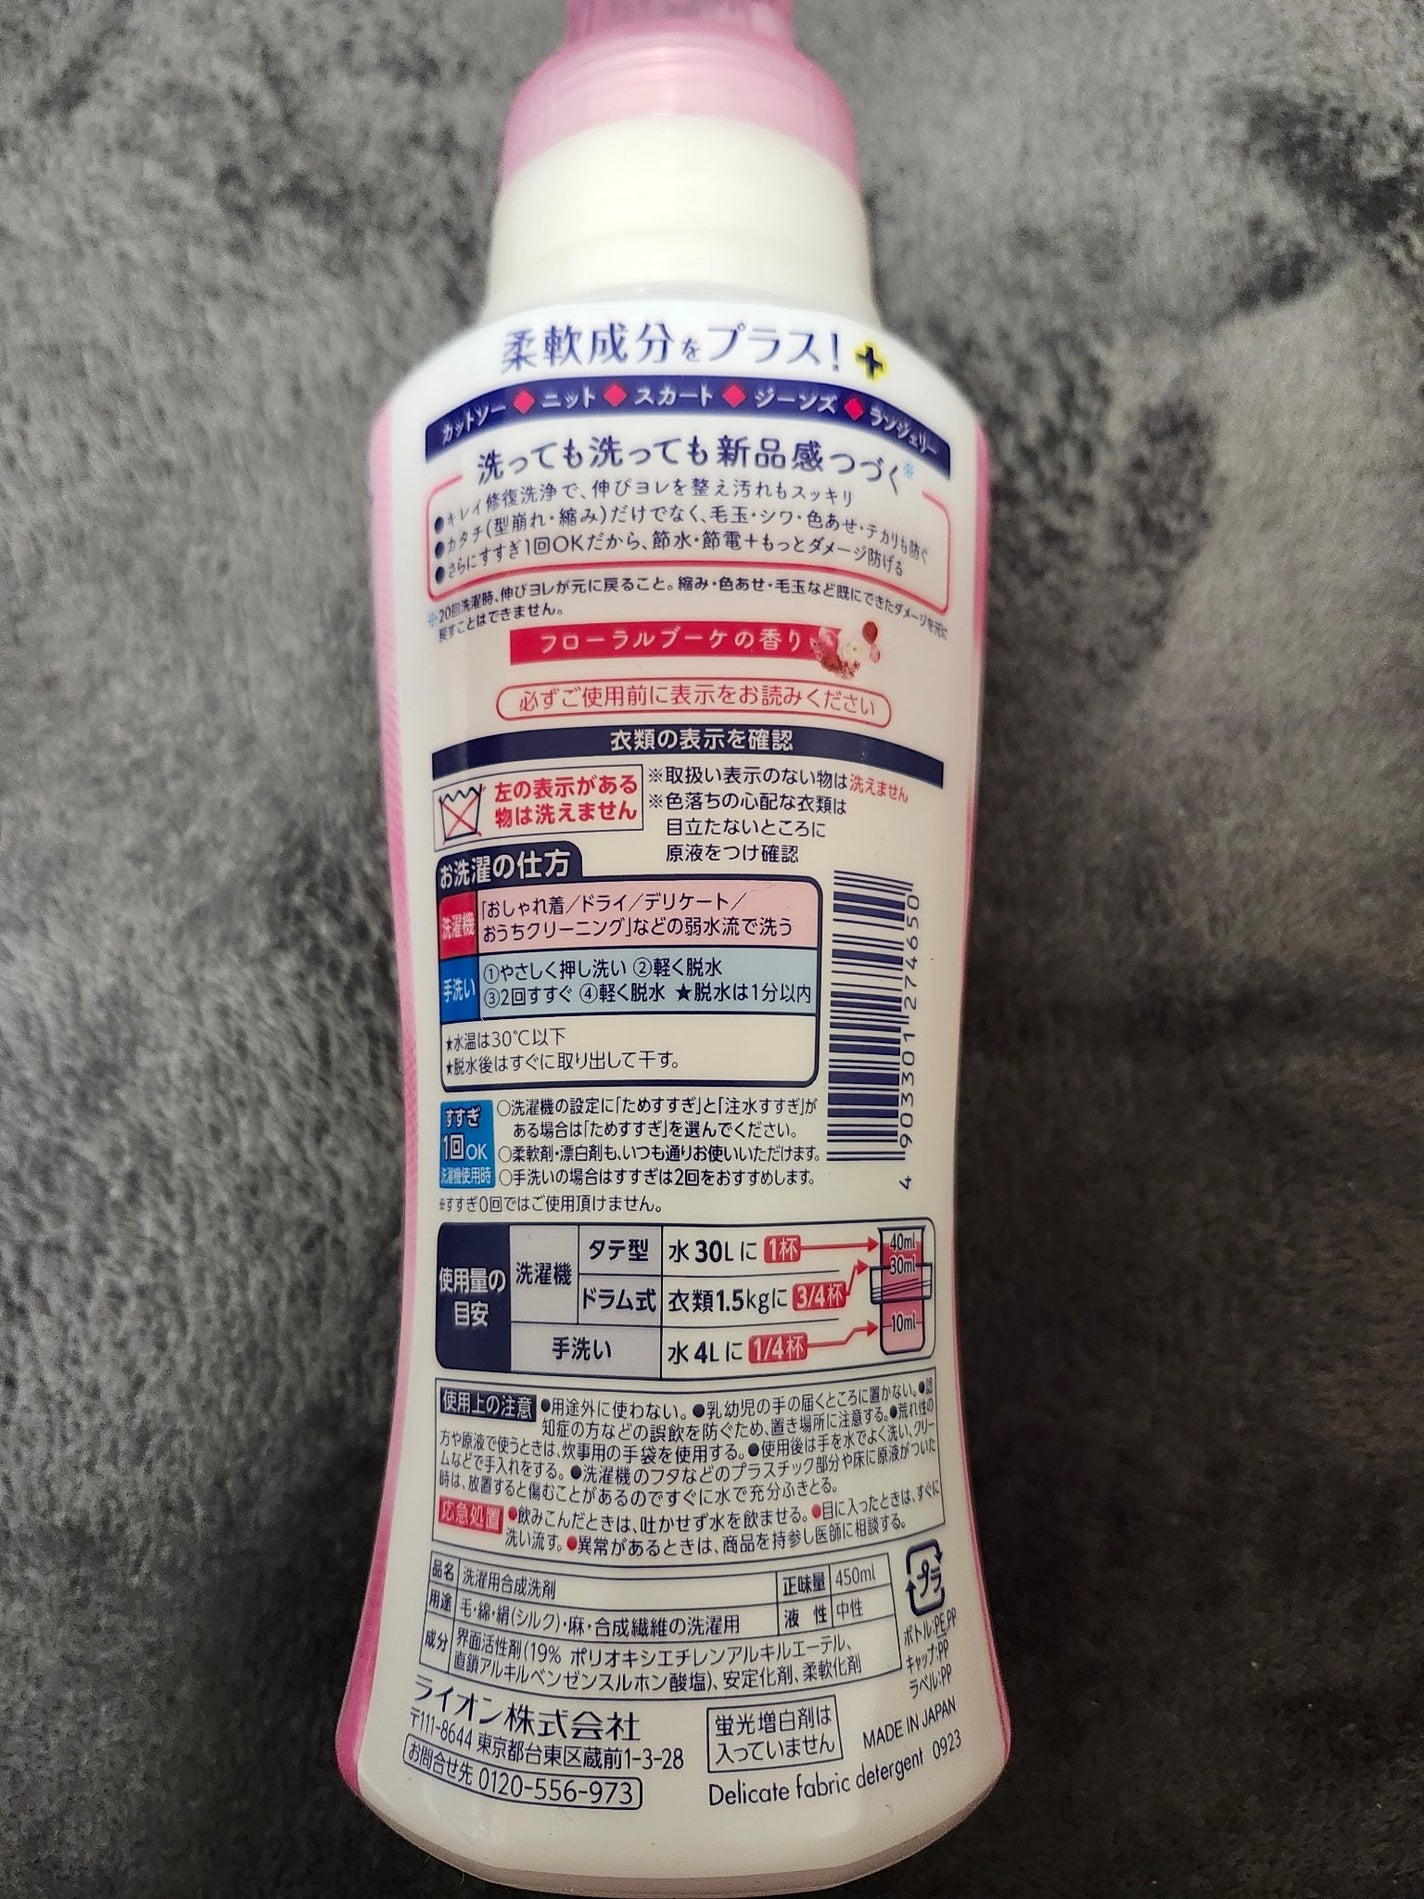 柔軟成分をプラス!
カットソー◆ニット◆スカート◆ジーンズ◆ランジェリー
洗っても洗っても新品感つづく※
●キレイ修復洗浄で、伸びヨレを整え汚れもスッキリ
●カタチ(型崩れ・縮み)だけでなく、毛玉・シワ・色あせ・テカリも防ぐ
●さらにすすぎ1回OKだから、節水・節電+もっとダメージ防げる
※20回洗濯時、伸びヨレが元に戻ること。縮み・色あせ・毛玉など既にできたダメージを元に
戻すことはできません。
フローラルブーケの香り
必ずご使用前に表示をお読みください
衣類の表示を確認
左の表示がある
物は洗えません
※取扱い表示のない物は洗えません
※色落ちの心配な衣類は
目立たないところに
原液をつけ確認
お洗濯の仕方
洗濯機
「おしゃれ着/ドライ/デリケート/
おうちクリーニング」などの弱水流で洗う
手洗い
①やさしく押し洗い ②軽く脱水
③2回すすぐ ④軽く脱水 ★脱水は1分以内
★水温は30℃以下
★脱水後はすぐに取り出して干す。
4 903301 274650
すすぎ
1回OK
洗濯機使用時
○洗濯機の設定に「ためすすぎ」と「注水すすぎ」が
ある場合は「ためすすぎ」を選んでください。
○柔軟剤・漂白剤も、いつも通りお使いいただけます。
○手洗いの場合はすすぎは2回をおすすめします。
※すすぎ0回ではご使用頂けません。
使用量の
目安
洗濯機
タテ型 水30Lに 1杯
ドラム式 衣類1.5kgに 3/4杯
手洗い 水4Lに 1/4杯
40ml
30ml
10ml
使用上の注意 ●用途外に使わない。●乳幼児の手の届くところに置かない。●認
知症の方などの誤飲を防ぐため、置き場所に注意する。●荒れ性の
方や原液で使うときは、炊事用の手袋を使用する。●使用後は手を水でよく洗い、クリー
ムなどで手入れをする。●洗濯機のフタなどのプラスチック部分や床に原液がついた
時は、放置すると傷むことがあるのですぐに水で充分ふきとる。
応急処置 ●飲みこんだときは、吐かせず水を飲ませる。●目に入ったときは、すぐに
洗い流す。●異常があるときは、商品を持参し医師に相談する。
品名 洗濯用合成洗剤 正味量 450ml
用途 毛・綿・絹(シルク)・麻・合成繊維の洗濯用 液性 中性
成分 界面活性剤(19% ポリオキシエチレンアルキルエーテル、
直鎖アルキルベンゼンスルホン酸塩)、安定化剤、柔軟化剤
プラ
ボトル:PE,PP
キャップ:PP
ラベル:PP
ライオン株式会社
〒111-8644 東京都台東区蔵前1-3-28
お問合せ先 0120-556-973
蛍光増白剤は
入っていません
MADE IN JAPAN
Delicate fabric detergent 0923